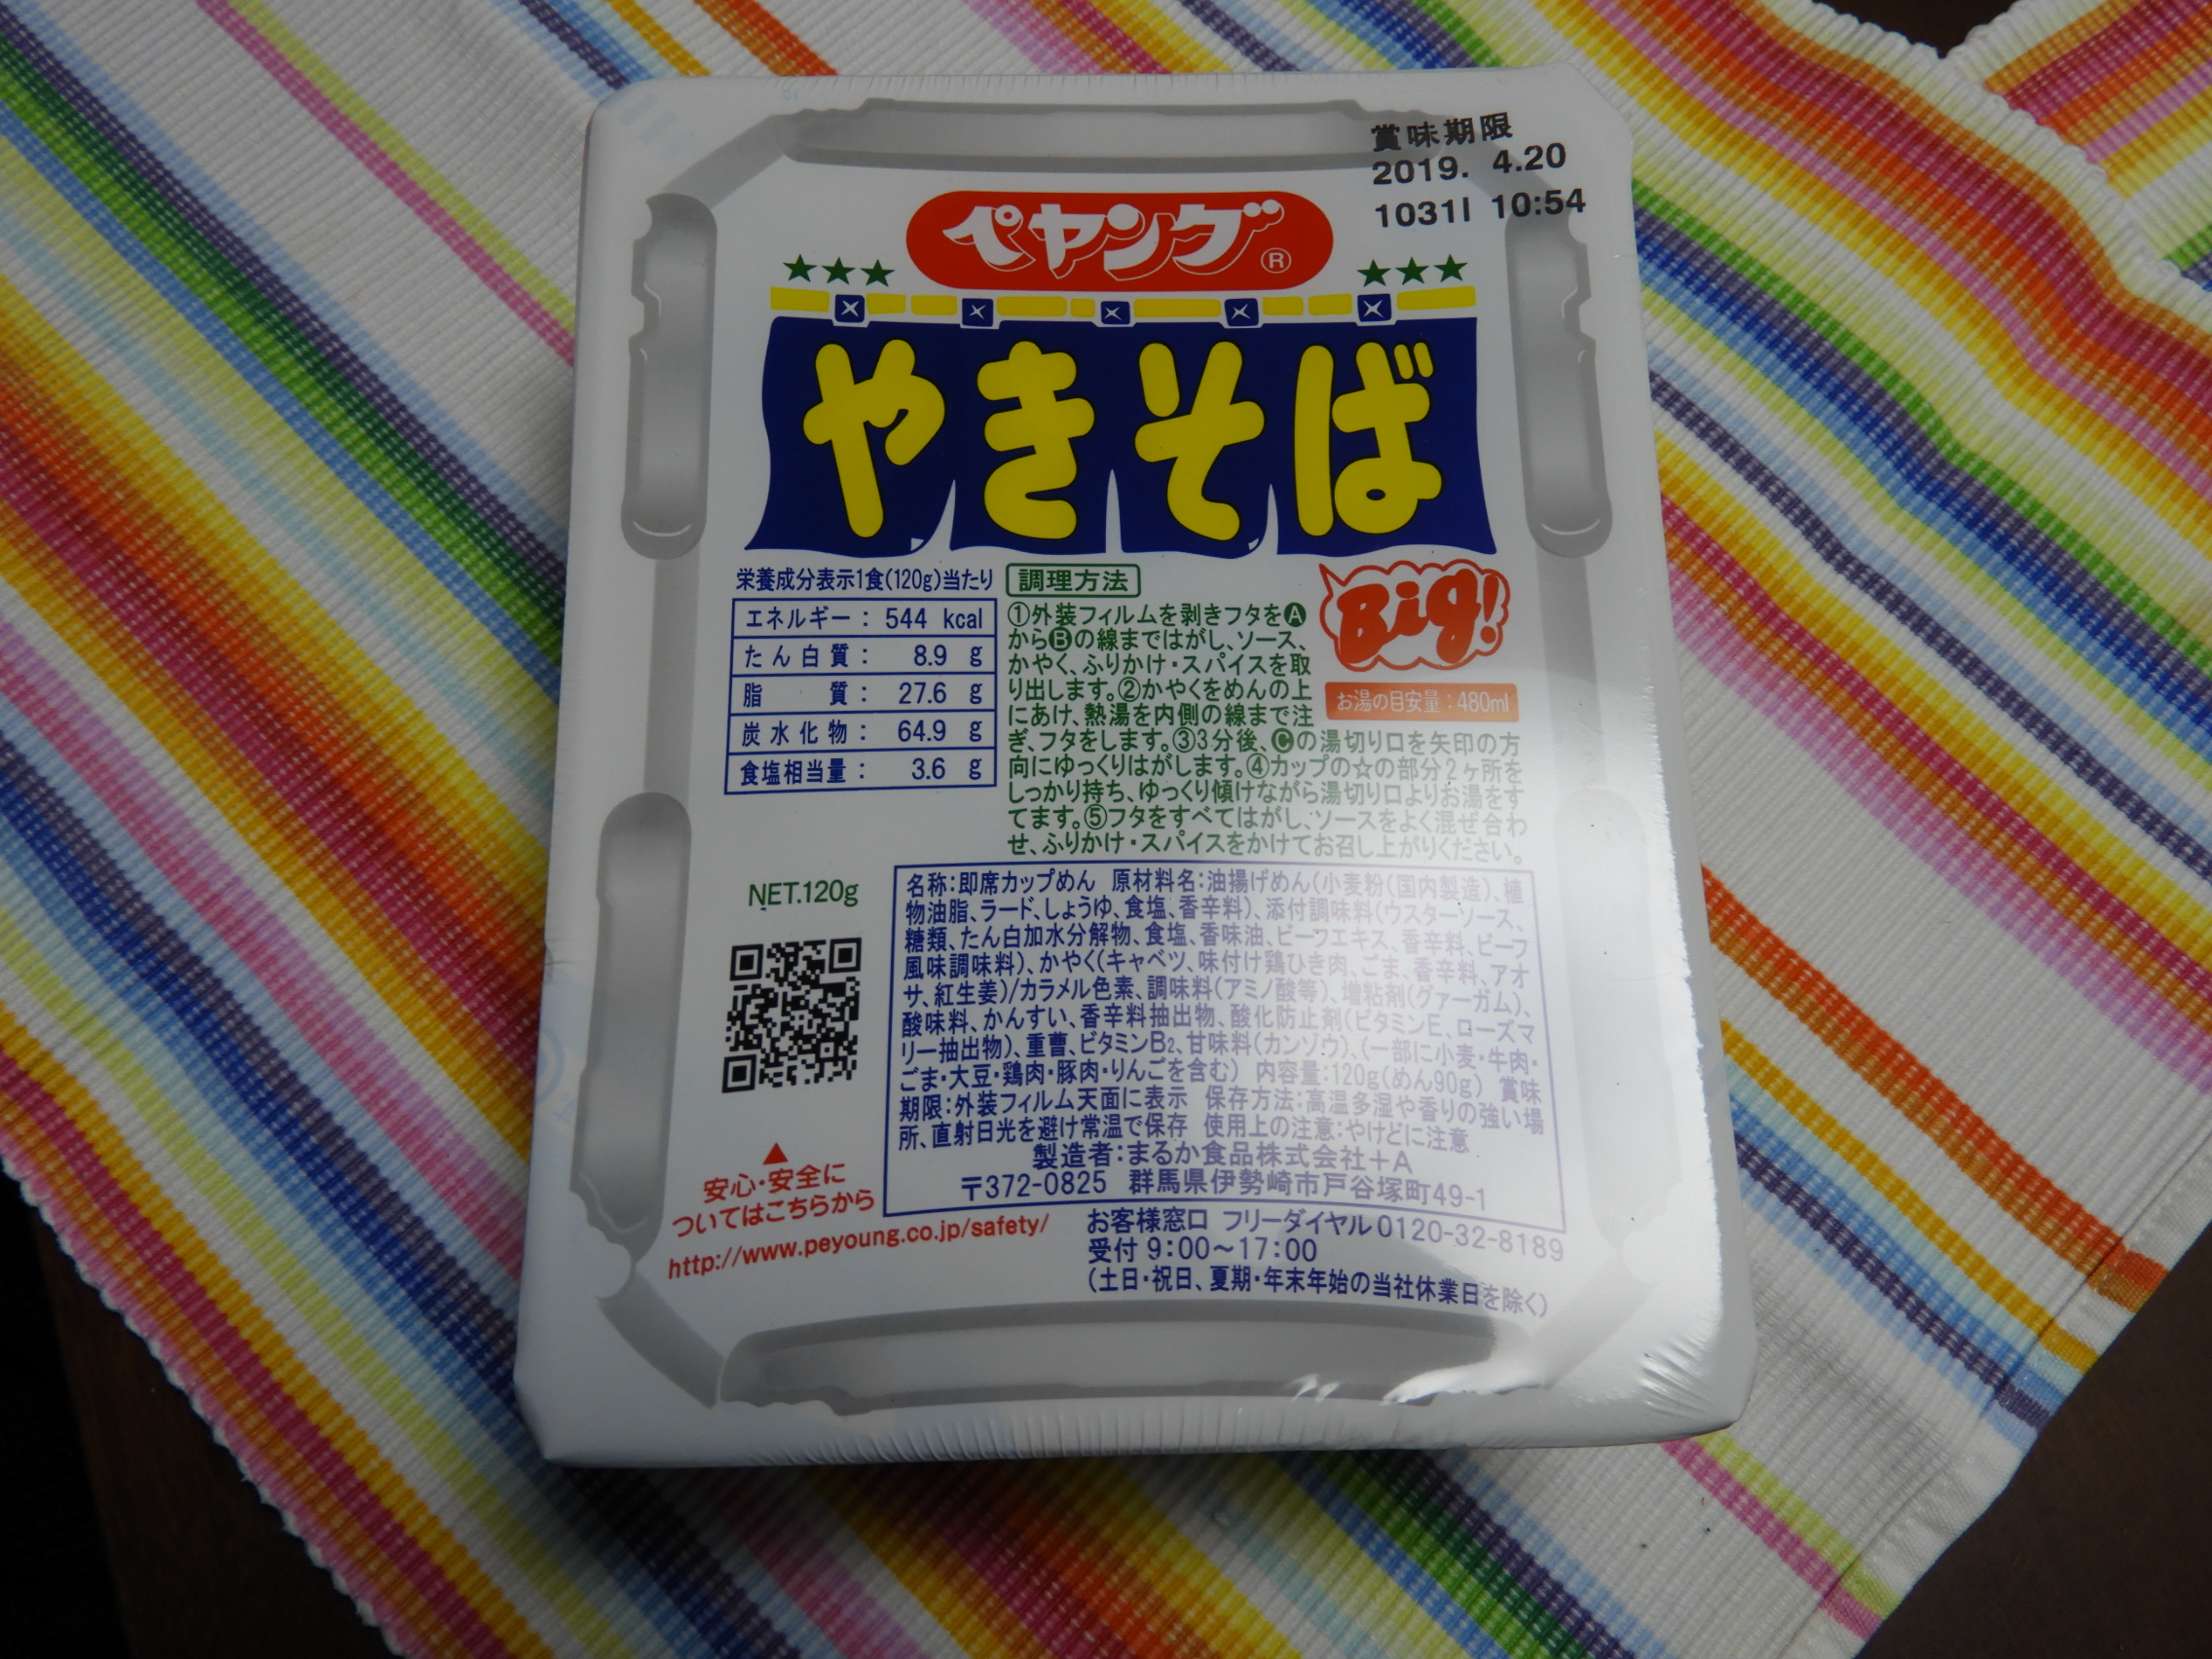 賞味期限
2019. 4.20
1031I 10:54
ペヤング®
やきそば
Big!
お湯の目安量：480ml
栄養成分表示1食(120g)当たり
エネルギー： 544 kcal
たん白質： 8.9 g
脂質： 27.6 g
炭水化物： 64.9 g
食塩相当量： 3.6 g
調理方法
①外装フィルムを剥きフタをA
からBの線まではがし、ソース、
かやく、ふりかけ・スパイスを取
り出します。②かやくをめんの上
にあけ、熱湯を内側の線まで注
ぎ、フタをします。③3分後、Cの湯切り口を矢印の方
向にゆっくりはがします。④カップの☆の部分2ヶ所を
しっかり持ち、ゆっくり傾けながら湯切り口よりお湯をす
てます。⑤フタをすべてはがし、ソースをよく混ぜ合わ
せ、ふりかけ・スパイスをかけてお召し上がりください。
NET.120g
名称：即席カップめん 原材料名：油揚げめん(小麦粉(国内製造)、植
物油脂、ラード、しょうゆ、食塩、香辛料)、添付調味料(ウスターソース、
糖類、たん白加水分解物、食塩、香味油、ビーフエキス、香辛料、ビーフ
風味調味料)、かやく(キャベツ、味付け鶏ひき肉、ごま、香辛料、アオ
サ、紅生姜)/カラメル色素、調味料(アミノ酸等)、増粘剤(グァーガム)、
酸味料、かんすい、香辛料抽出物、酸化防止剤(ビタミンE、ローズマ
リー抽出物)、重曹、ビタミンB₂、甘味料(カンゾウ)、(一部に小麦・牛肉・
ごま・大豆・鶏肉・豚肉・りんごを含む) 内容量：120g(めん90g) 賞味
期限：外装フィルム天面に表示 保存方法：高温多湿や香りの強い場
所、直射日光を避け常温で保存 使用上の注意：やけどに注意
製造者：まるか食品株式会社+A
〒372-0825 群馬県伊勢崎市戸谷塚町49-1
▲
安心・安全に
ついてはこちらから
http://www.peyoung.co.jp/safety/
お客様窓口 フリーダイヤル0120-32-8189
受付 9：00～17：00
(土日・祝日、夏期・年末年始の当社休業日を除く)